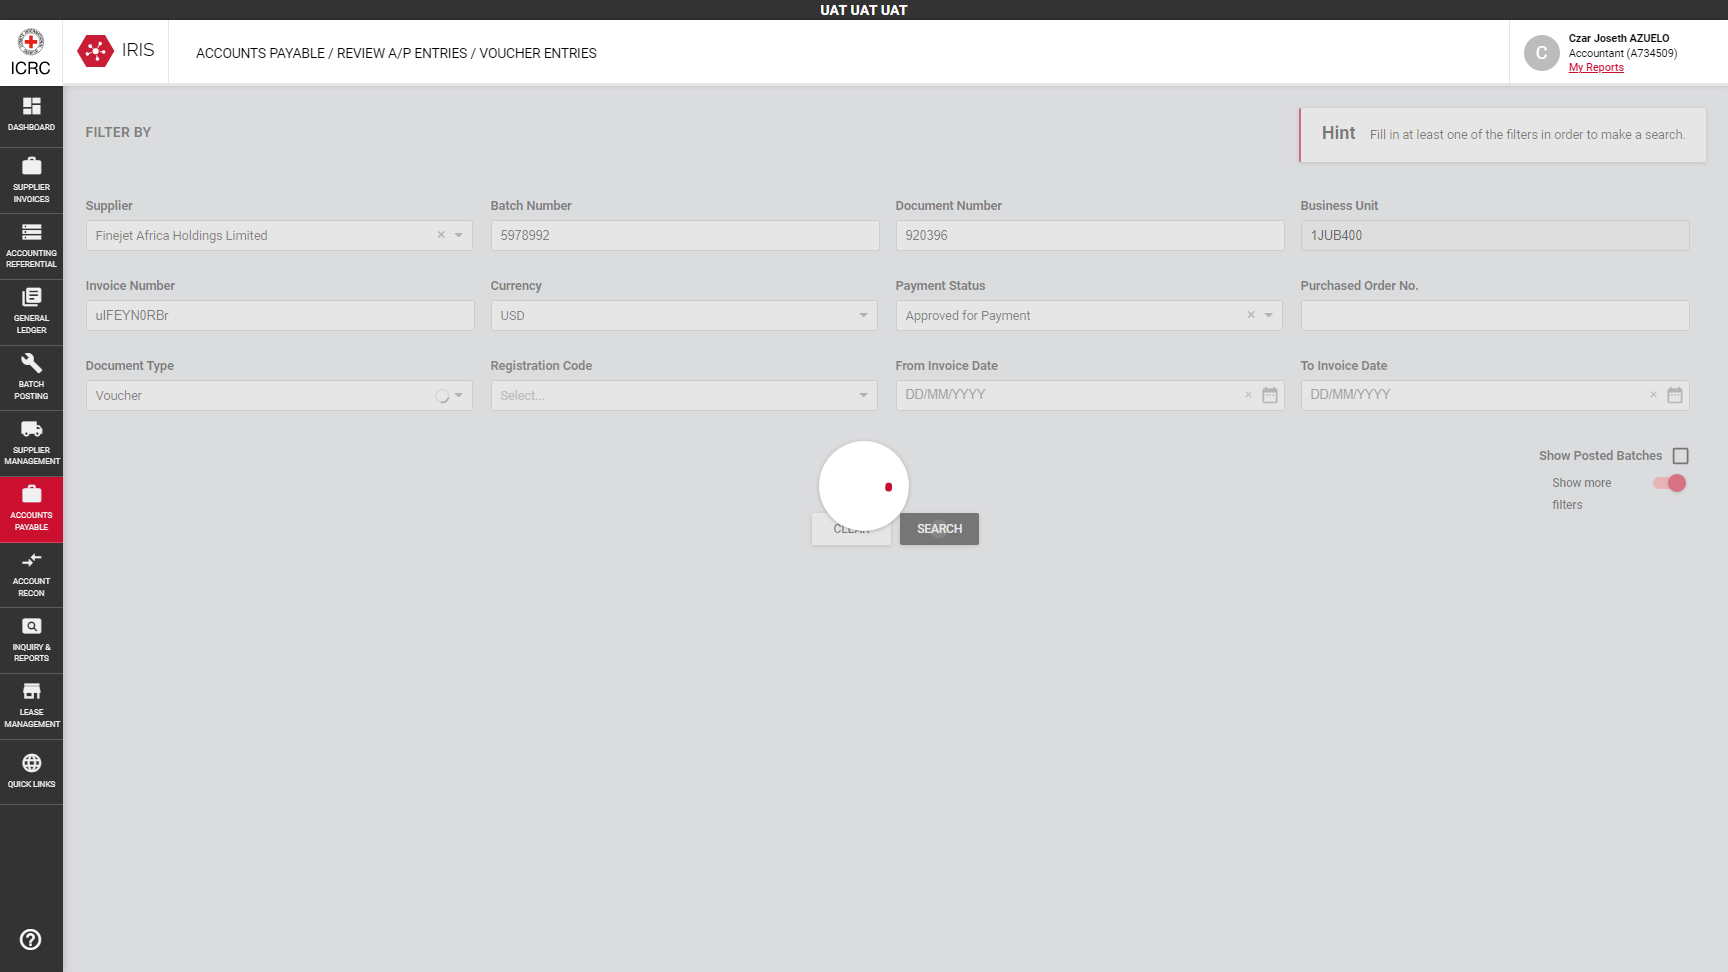 UAT UAT UAT
ICRC
IRIS
ACCOUNTS PAYABLE / REVIEW A/P ENTRIES / VOUCHER ENTRIES
C
Czar Joseth AZUELO
Accountant (A734509)
My Reports
DASHBOARD
SUPPLIER
INVOICES
ACCOUNTING
REFERENTIAL
GENERAL
LEDGER
BATCH
POSTING
SUPPLIER
MANAGEMENT
ACCOUNTS
PAYABLE
ACCOUNT
RECON
INQUIRY &
REPORTS
LEASE
MANAGEMENT
QUICK LINKS
FILTER BY
Hint Fill in at least one of the filters in order to make a search.
Supplier
Finejet Africa Holdings Limited
Batch Number
5978992
Document Number
920396
Business Unit
1JUB400
Invoice Number
uIFEYN0RBr
Currency
USD
Payment Status
Approved for Payment
Purchased Order No.
Document Type
Voucher
Registration Code
Select...
From Invoice Date
DD/MM/YYYY
To Invoice Date
DD/MM/YYYY
Show Posted Batches
Show more
filters
CLEAR
SEARCH